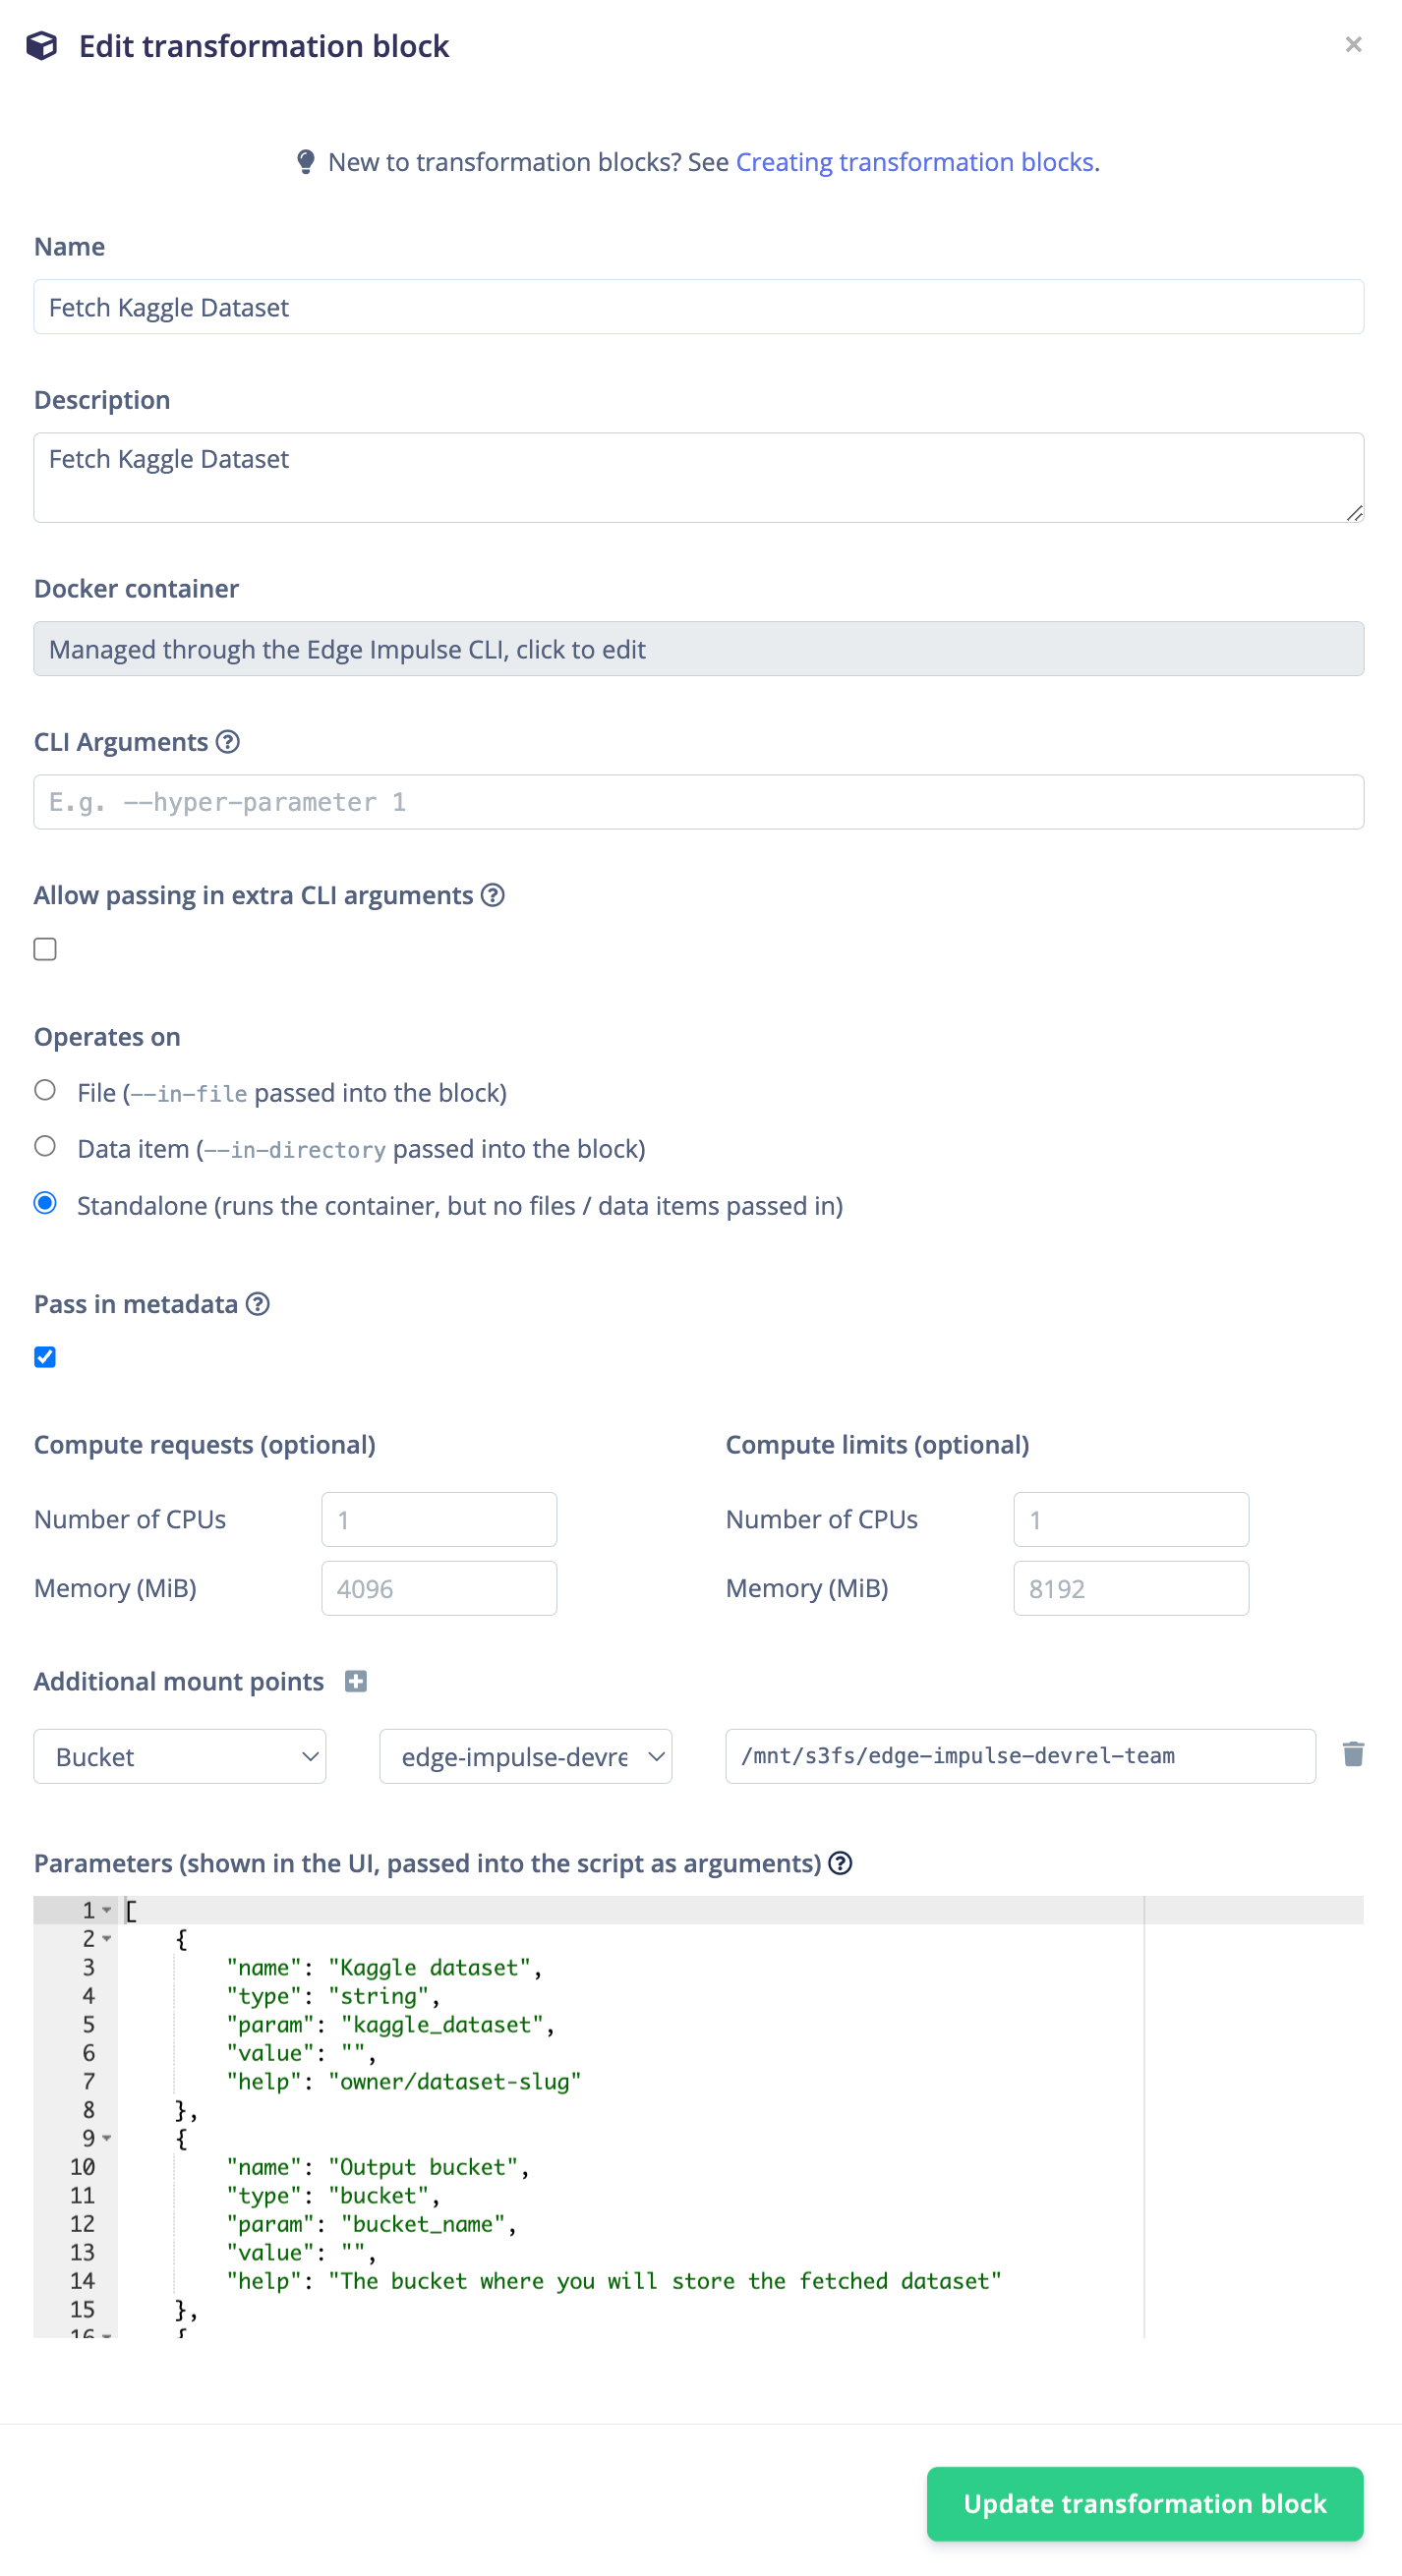 Edit transformation block
×
New to transformation blocks? See Creating transformation blocks.
Name
Fetch Kaggle Dataset
Description
Fetch Kaggle Dataset
Docker container
Managed through the Edge Impulse CLI, click to edit
CLI Arguments ?
E.g. --hyper-parameter 1
Allow passing in extra CLI arguments ?
Operates on
File (--in-file passed into the block)
Data item (--in-directory passed into the block)
Standalone (runs the container, but no files / data items passed in)
Pass in metadata ?
Compute requests (optional) Compute limits (optional)
Number of CPUs 1 Number of CPUs 1
Memory (MiB) 4096 Memory (MiB) 8192
Additional mount points +
Bucket edge-impulse-devre /mnt/s3fs/edge-impulse-devrel-team
Parameters (shown in the UI, passed into the script as arguments) ?
1 [
2 {
3 "name": "Kaggle dataset",
4 "type": "string",
5 "param": "kaggle_dataset",
6 "value": "",
7 "help": "owner/dataset-slug"
8 },
9 {
10 "name": "Output bucket",
11 "type": "bucket",
12 "param": "bucket_name",
13 "value": "",
14 "help": "The bucket where you will store the fetched dataset"
15 },
16 {
Update transformation block